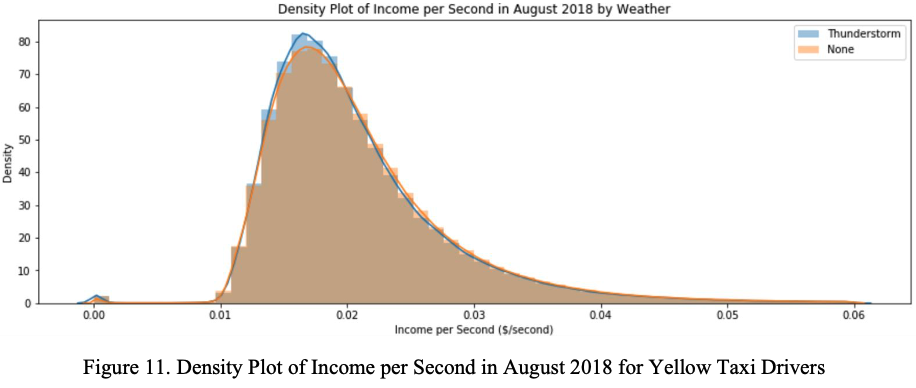 Density Plot of Income per Second in August 2018 by Weather
Thunderstorm
None
Density
80
70
60
50
40
30
20
10
0
0.00 0.01 0.02 0.03 0.04 0.05 0.06
Income per Second ($/second)
Figure 11. Density Plot of Income per Second in August 2018 for Yellow Taxi Drivers